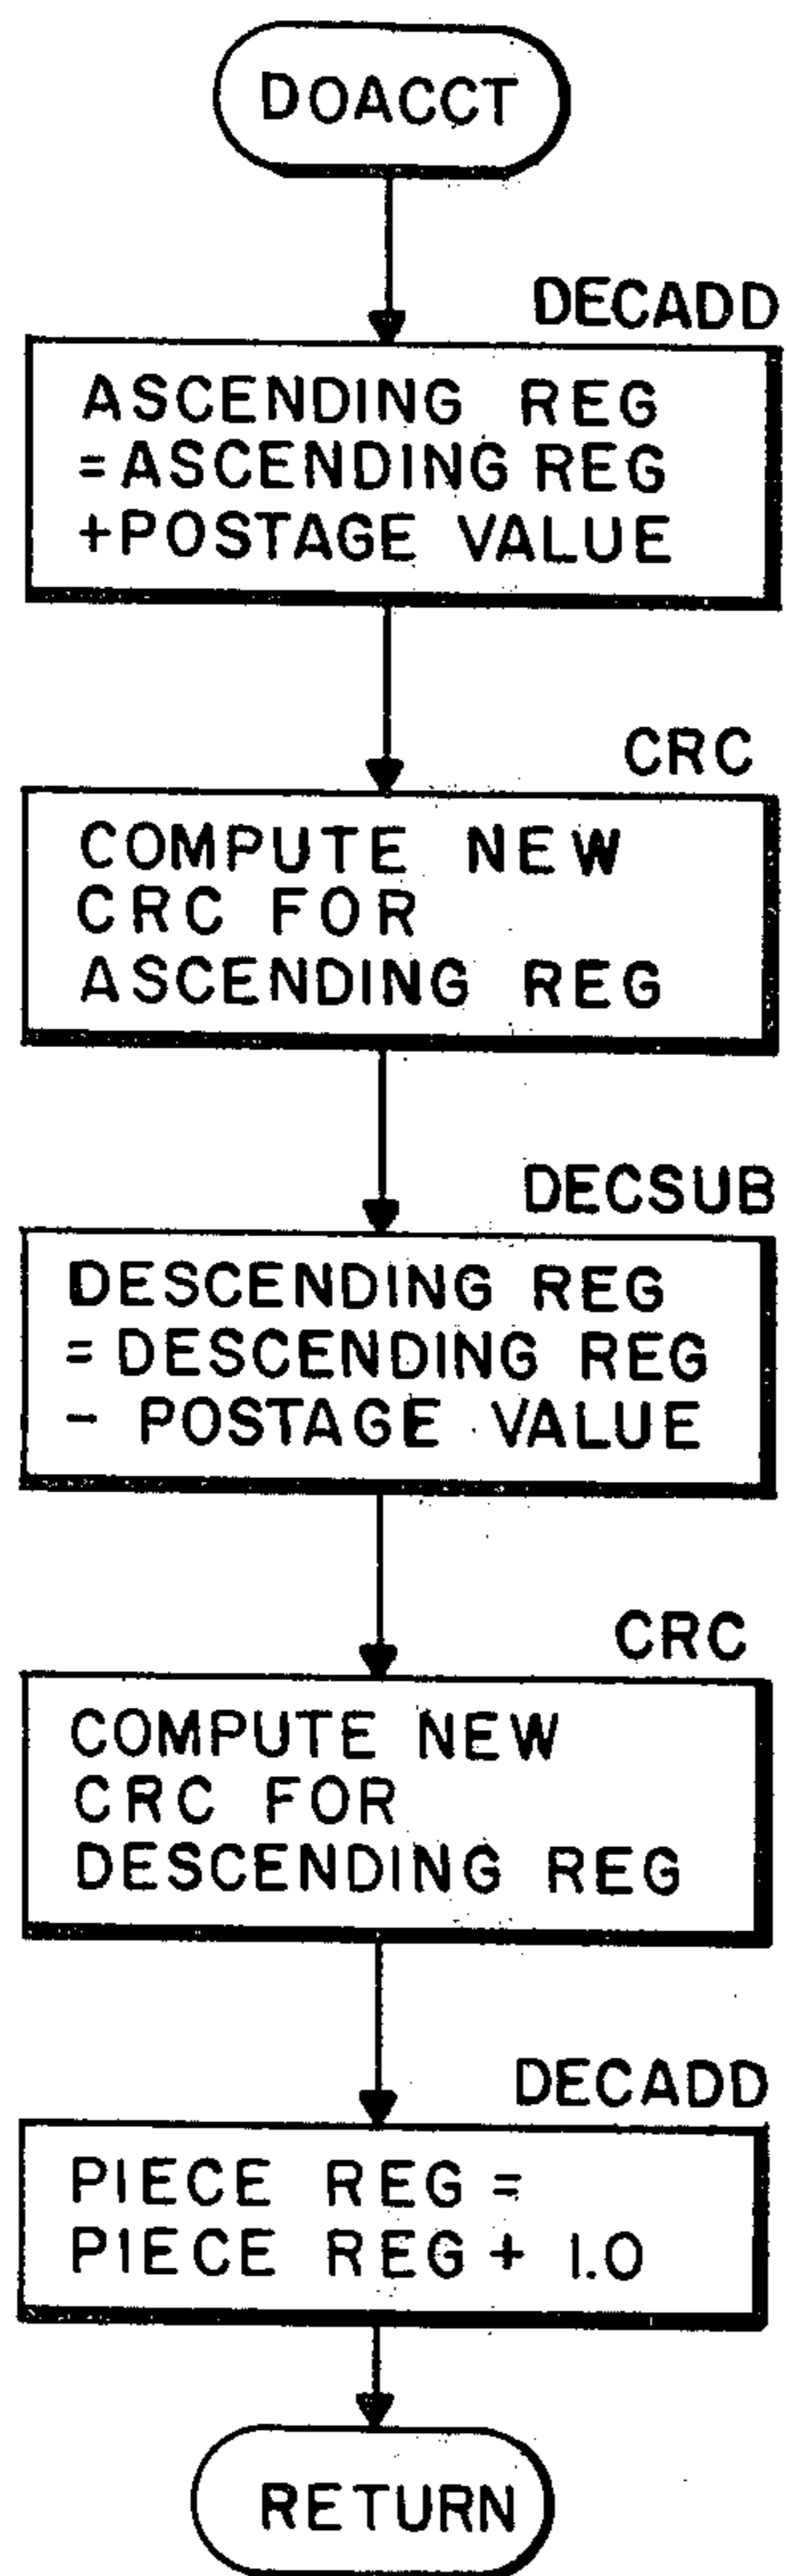 DOACCT
DECADD
ASCENDING REG
=ASCENDING REG
+POSTAGE VALUE
CRC
COMPUTE NEW
CRC FOR
ASCENDING REG
DECSUB
DESCENDING REG
= DESCENDING REG
- POSTAGE VALUE
CRC
COMPUTE NEW
CRC FOR
DESCENDING REG
DECADD
PIECE REG =
PIECE REG + 1.0
RETURN